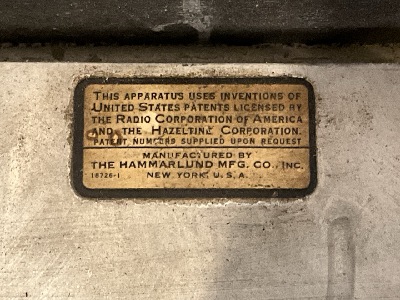 THIS APPARATUS USES INVENTIONS OF
UNITED STATES PATENTS LICENSED BY
THE RADIO CORPORATION OF AMERICA
AND THE HAZELTINE CORPORATION.
PATENT NUMBERS SUPPLIED UPON REQUEST
MANUFACTURED BY
THE HAMMARLUND MFG. CO., INC.
18726-1 NEW YORK, U.S.A.